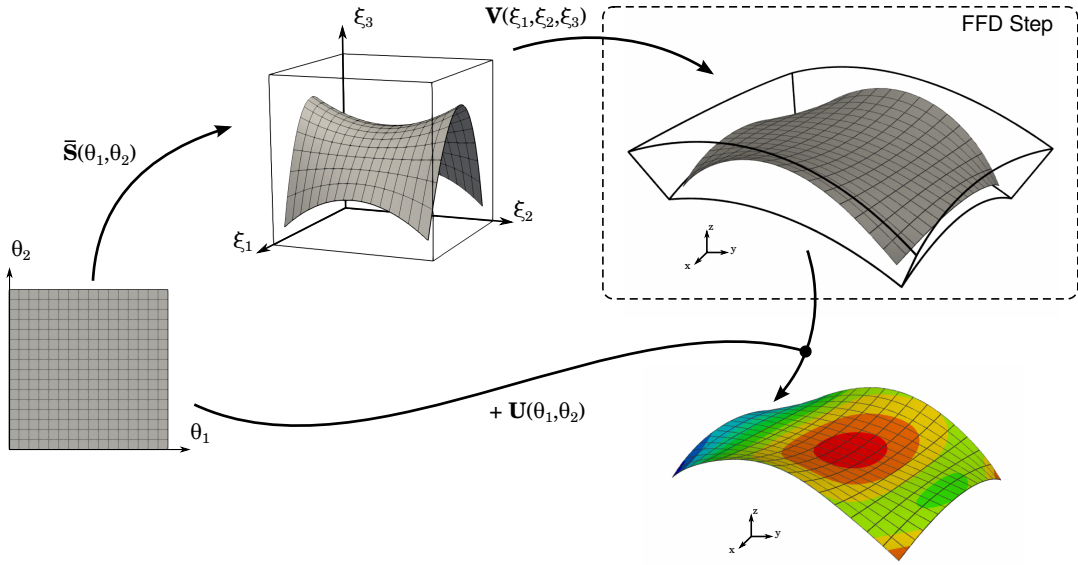 ξ₃
V(ξ₁,ξ₂,ξ₃)
FFD Step
S̄(θ₁,θ₂)
ξ₂
ξ₁
z
y
x
θ₂
+ U(θ₁,θ₂)
θ₁
z
y
x